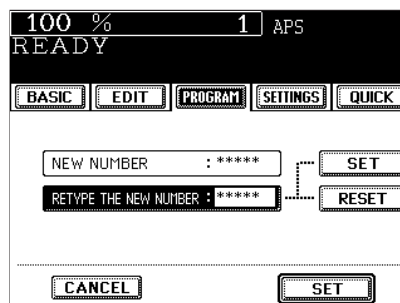 100 % 1 APS
READY
BASIC EDIT PROGRAM SETTINGS QUICK
NEW NUMBER : ***** SET
RETYPE THE NEW NUMBER : ***** RESET
CANCEL SET